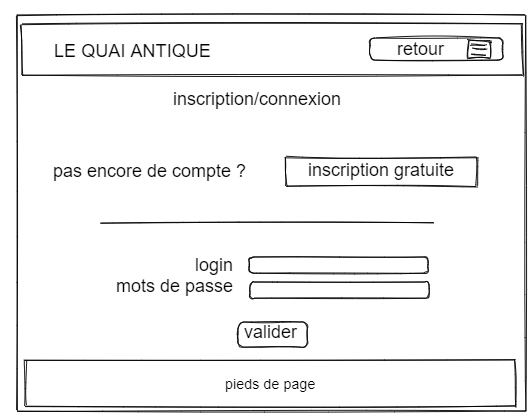 LE QUAI ANTIQUE
retour
inscription/connexion
pas encore de compte ?
inscription gratuite
login
mots de passe
valider
pieds de page